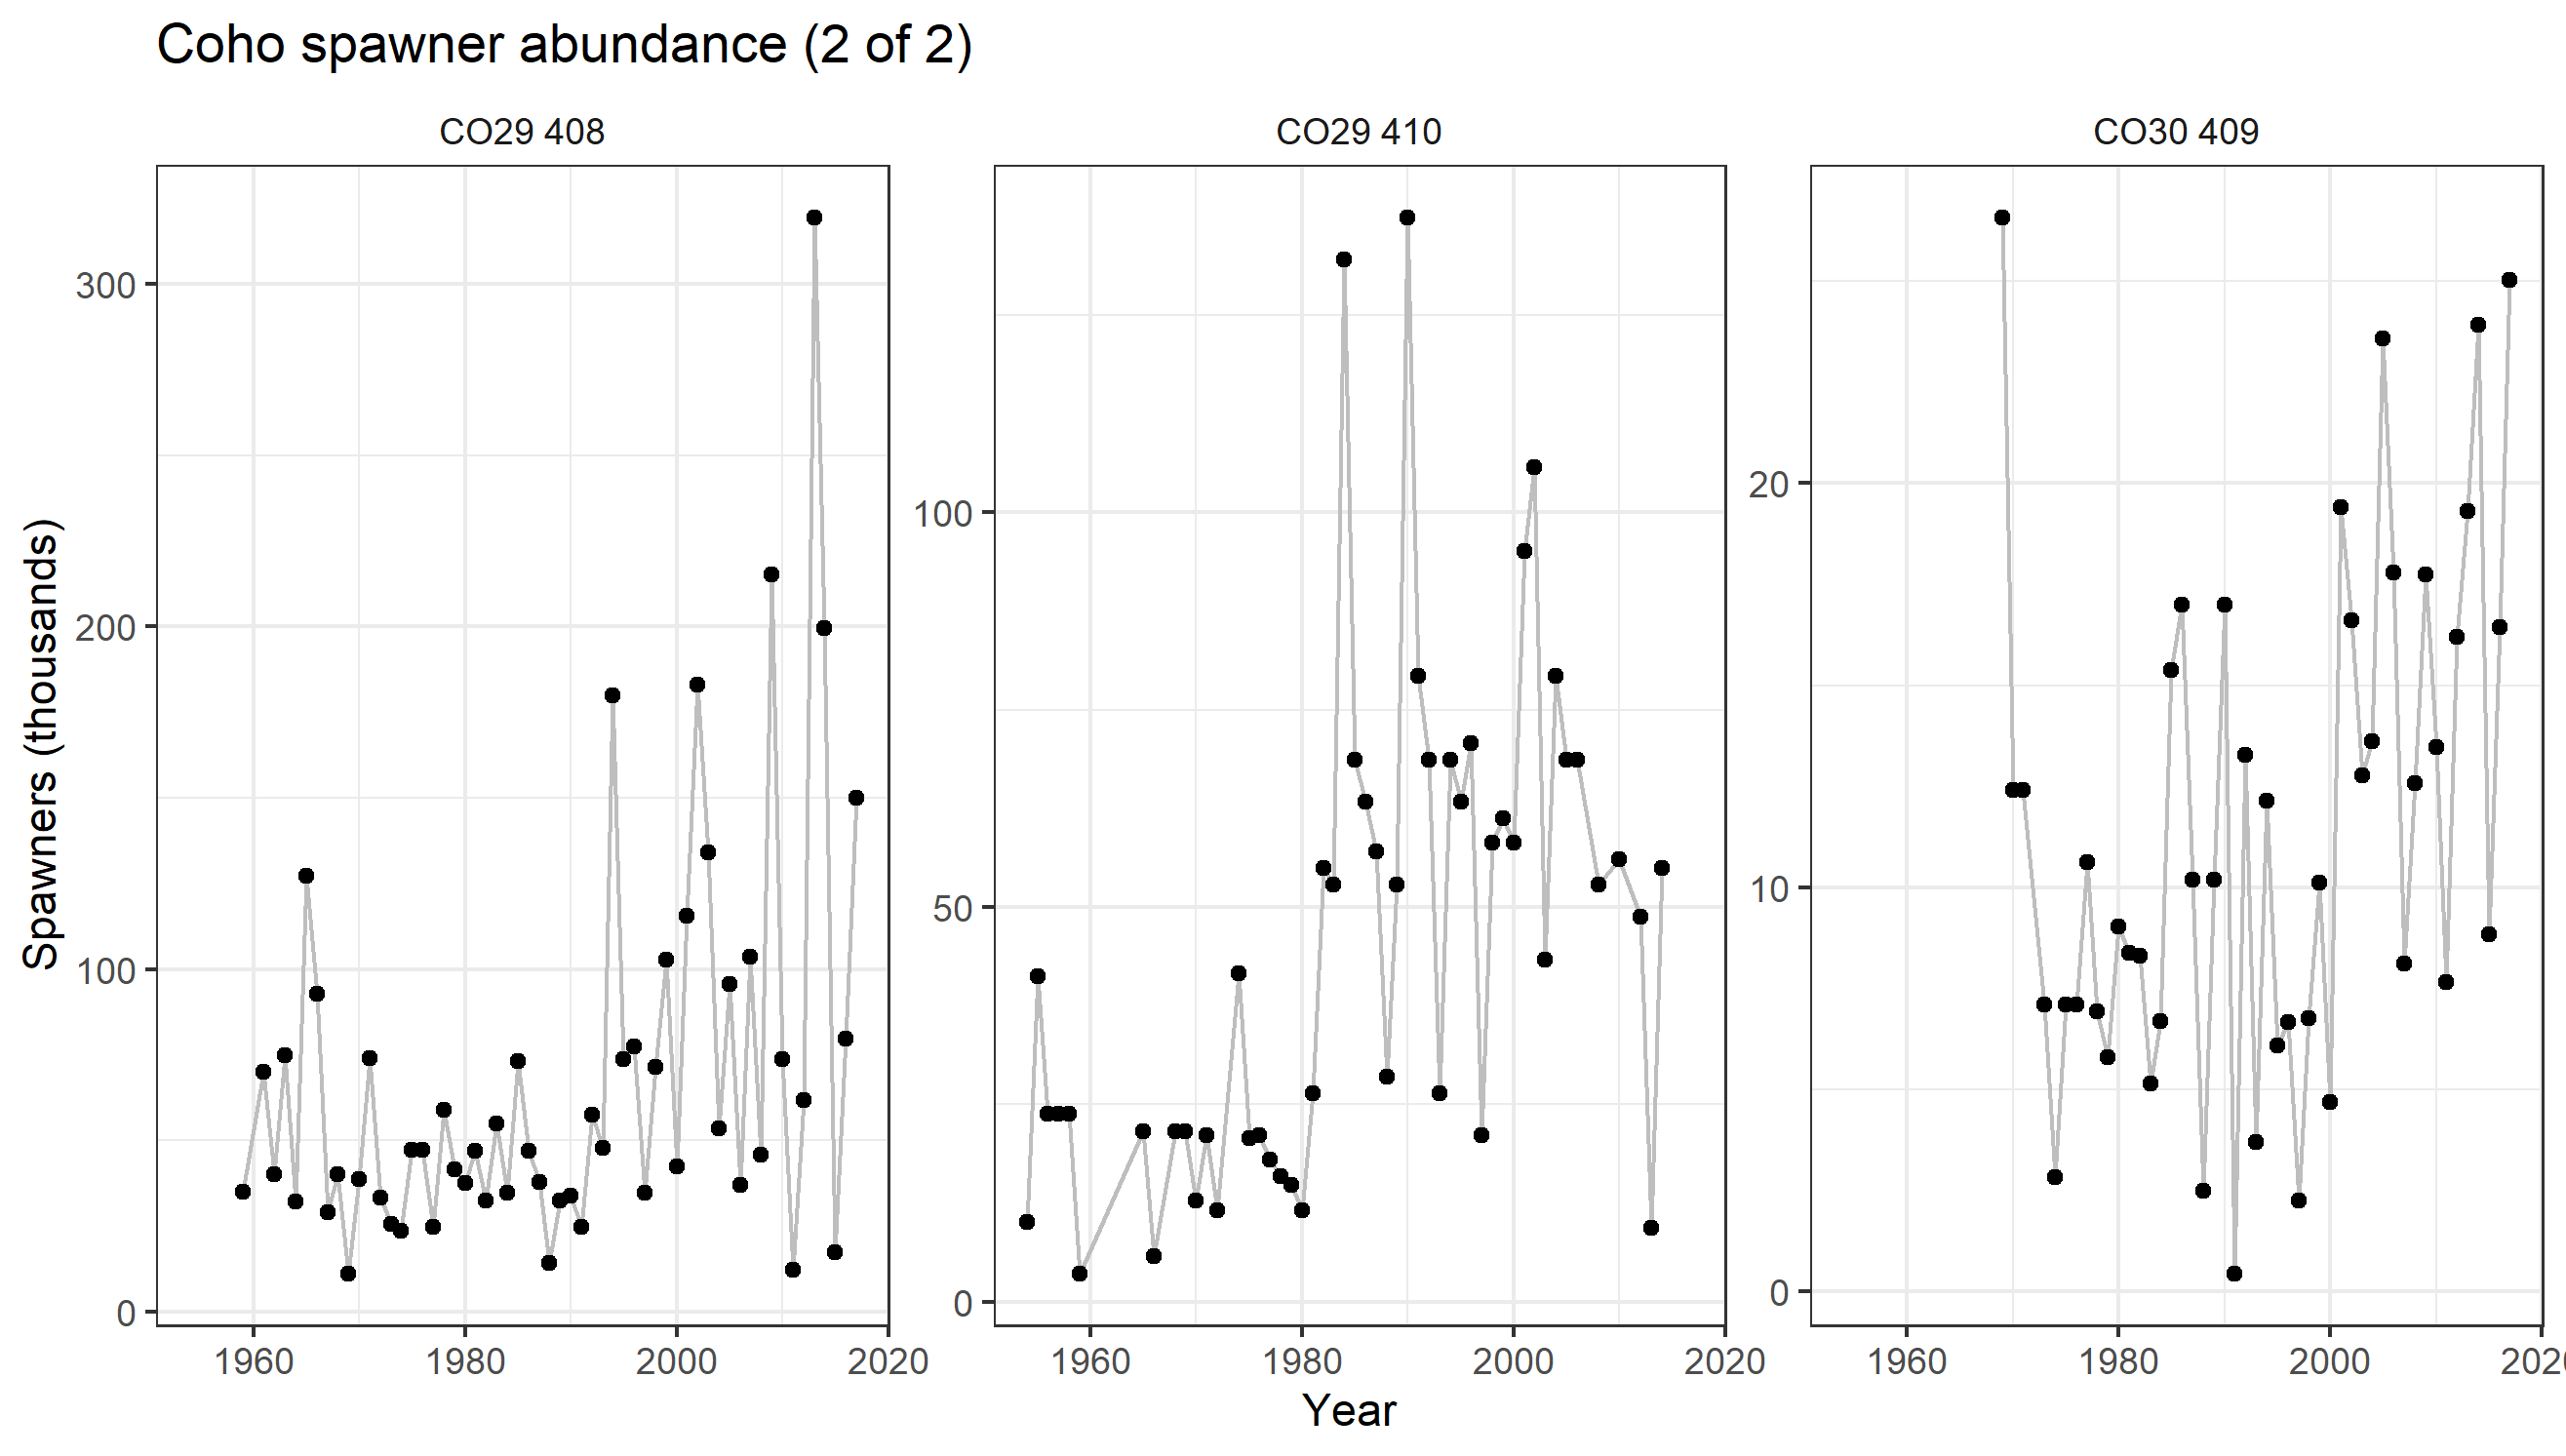 Coho spawner abundance (2 of 2)
CO29 408
CO29 410
CO30 409
Spawners (thousands)
300
200
100
0
100
50
0
20
10
0
1960 1980 2000 2020
1960 1980 2000 2020
1960 1980 2000 202
Year